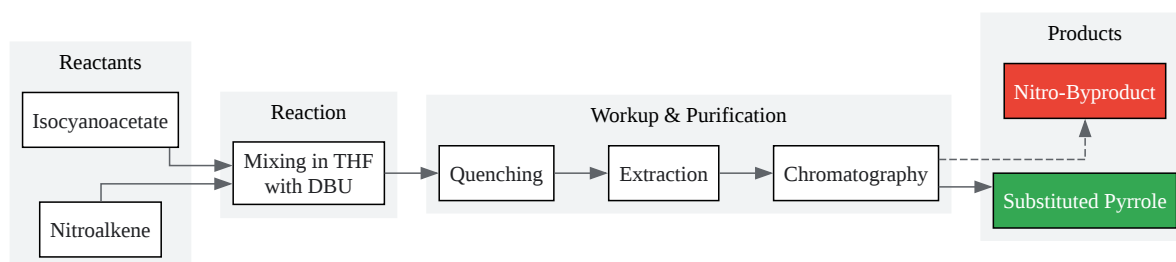 Reactants
Isocyanoacetate
Nitroalkene
Reaction
Mixing in THF
with DBU
Workup & Purification
Quenching
Extraction
Chromatography
Products
Nitro-Byproduct
Substituted Pyrrole